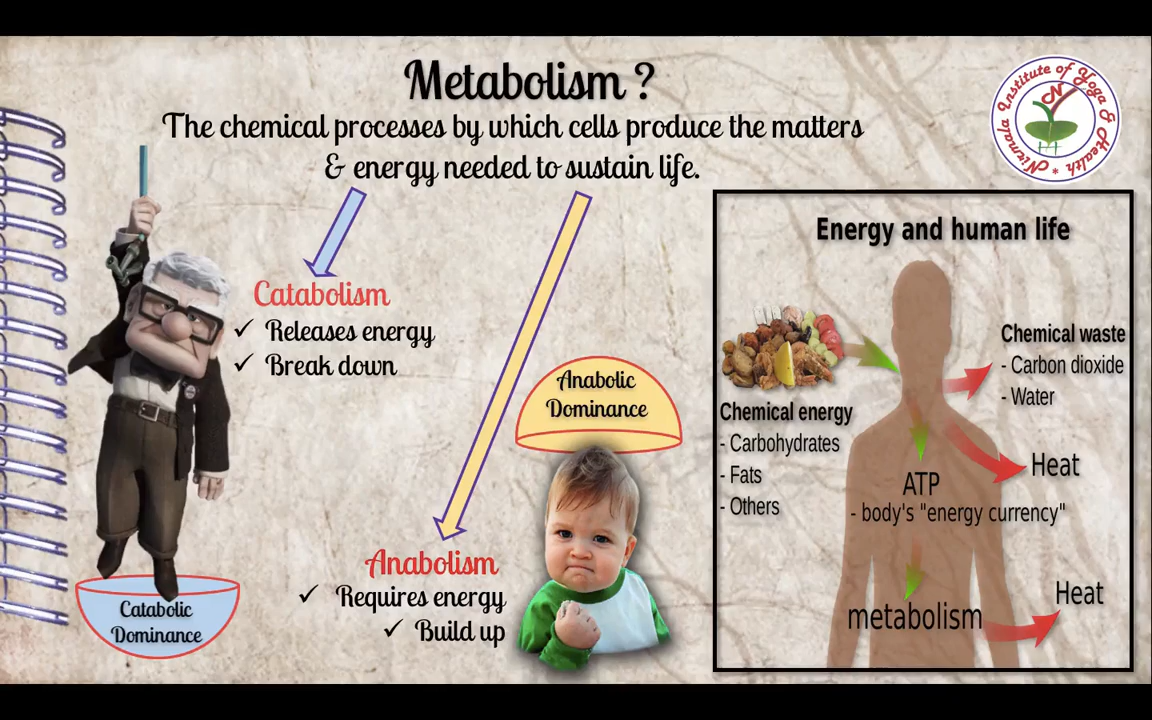 Metabolism ?
The chemical processes by which cells produce the matters
& energy needed to sustain life.
Nirmala Institute of Yoga & Health *
N
Catabolism
✓ Releases energy
✓ Break down
Catabolic
Dominance
Anabolic
Dominance
Anabolism
✓ Requires energy
✓ Build up
Energy and human life
Chemical energy
- Carbohydrates
- Fats
- Others
Chemical waste
- Carbon dioxide
- Water
Heat
ATP
- body's "energy currency"
metabolism
Heat